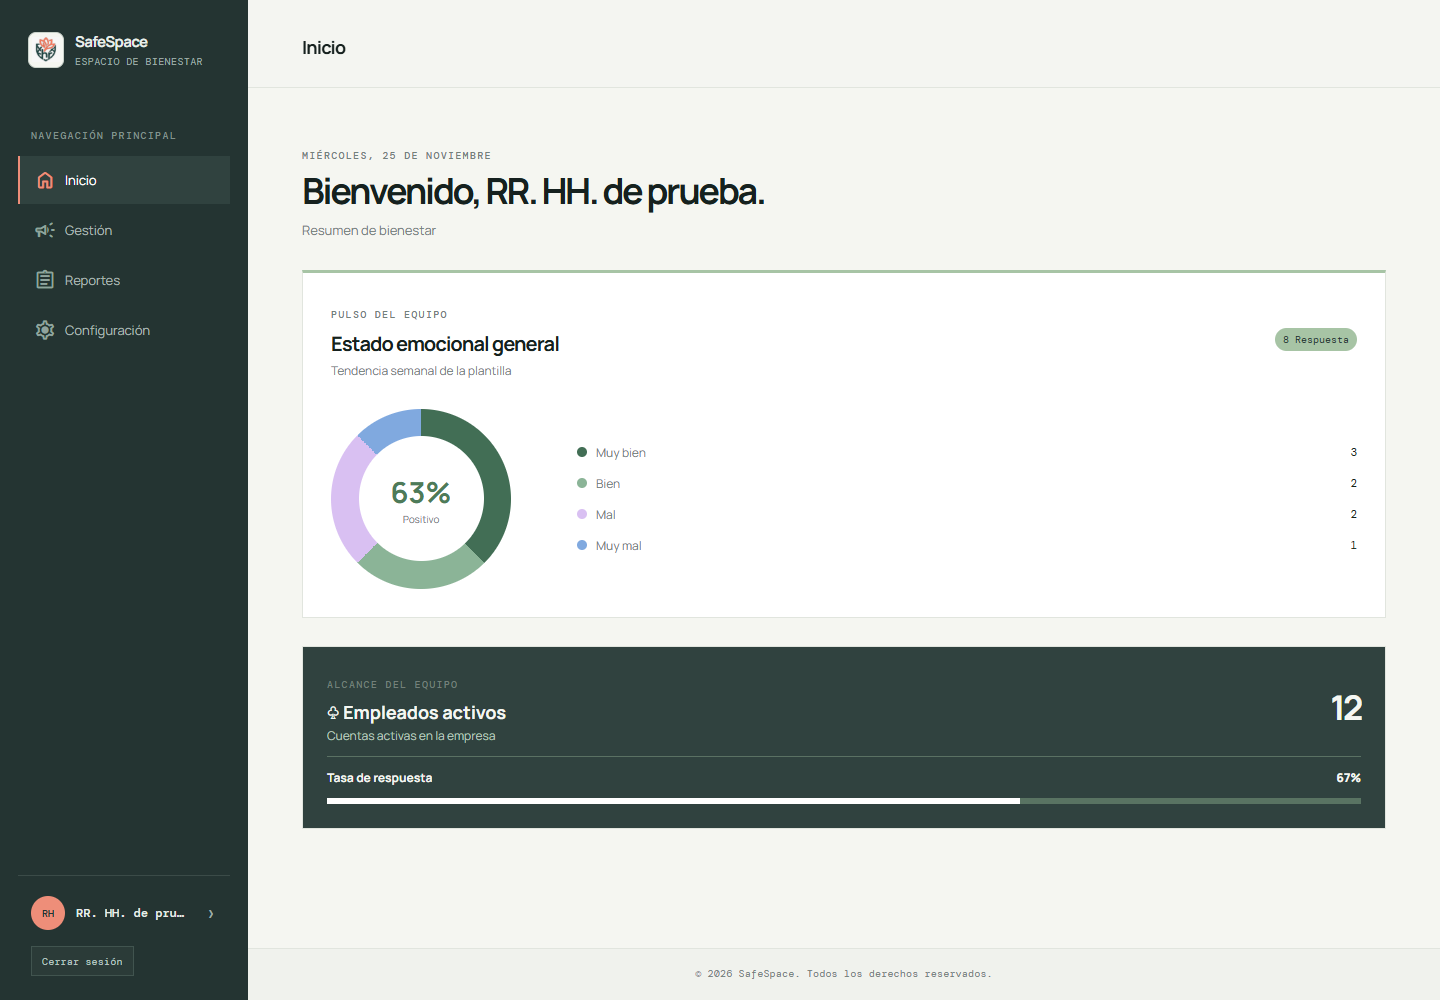 SafeSpace
ESPACIO DE BIENESTAR
NAVEGACIÓN PRINCIPAL
Inicio
Gestión
Reportes
Configuración
RH
RR. HH. de pru…
Cerrar sesión
Inicio
MIÉRCOLES, 25 DE NOVIEMBRE
Bienvenido, RR. HH. de prueba.
Resumen de bienestar
PULSO DEL EQUIPO
Estado emocional general
Tendencia semanal de la plantilla
8 Respuesta
63%
Positivo
Muy bien 3
Bien 2
Mal 2
Muy mal 1
ALCANCE DEL EQUIPO
Empleados activos
Cuentas activas en la empresa
12
Tasa de respuesta 67%
© 2026 SafeSpace. Todos los derechos reservados.